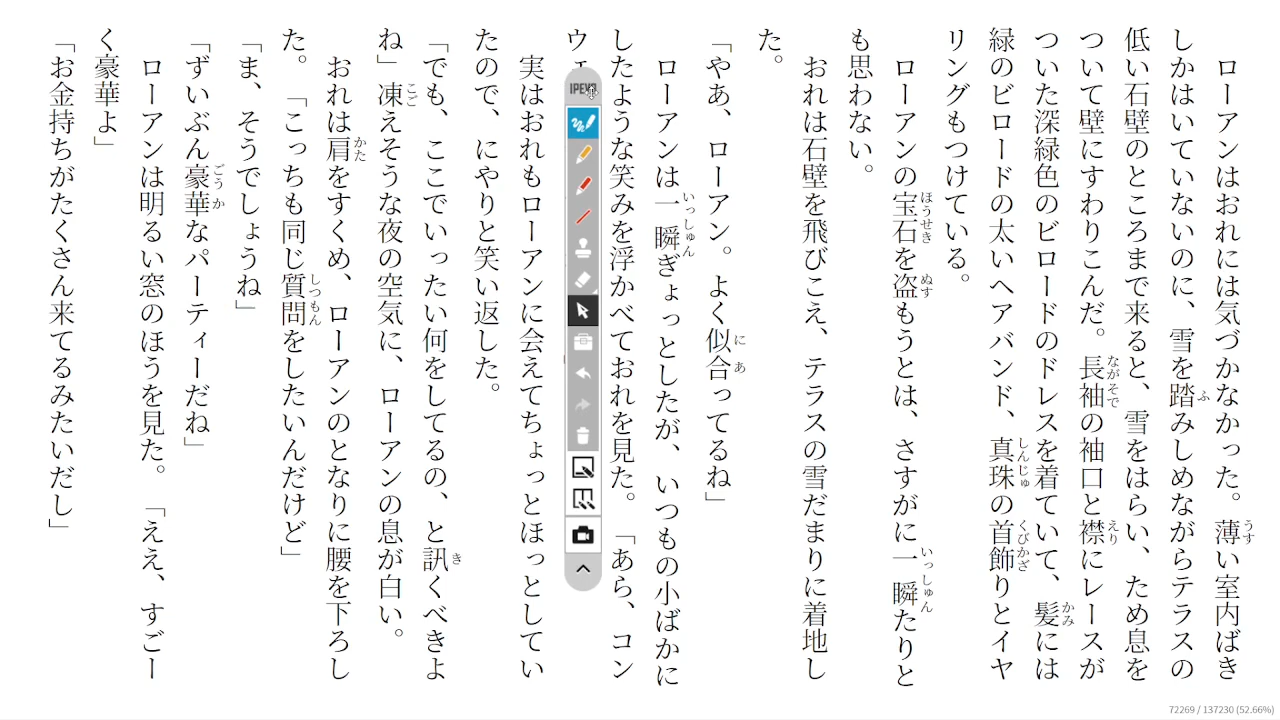 ローアンはおれには気づかなかった。薄い室内ばき
しかはいていないのに、雪を踏みしめながらテラスの
低い石壁のところまで来ると、雪をはらい、ため息を
ついて壁にすわりこんだ。長袖の袖口と襟にレースが
ついた深緑色のビロードのドレスを着ていて、髪には
緑のビロードの太いヘアバンド、真珠の首飾りとイヤ
リングもつけている。
ローアンの宝石を盗もうとは、さすがに一瞬たりと
も思わない。
おれは石壁を飛びこえ、テラスの雪だまりに着地し
た。
「やあ、ローアン。よく似合ってるね」
ローアンは一瞬ぎょっとしたが、いつもの小ばかに
したような笑みを浮かべておれを見た。「あら、コン
ウェ
実はおれもローアンに会えてちょっとほっとしてい
たので、にやりと笑い返した。
「でも、ここでいったい何をしてるの、と訊くべきよ
ね」凍えそうな夜の空気に、ローアンの息が白い。
おれは肩をすくめ、ローアンのとなりに腰を下ろし
た。「こっちも同じ質問をしたいんだけど」
「ま、そうでしょうね」
「ずいぶん豪華なパーティーだね」
ローアンは明るい窓のほうを見た。「ええ、すごー
く豪華よ」
「お金持ちがたくさん来てるみたいだし」
IPEVO
72269 / 137230 (52.66%)